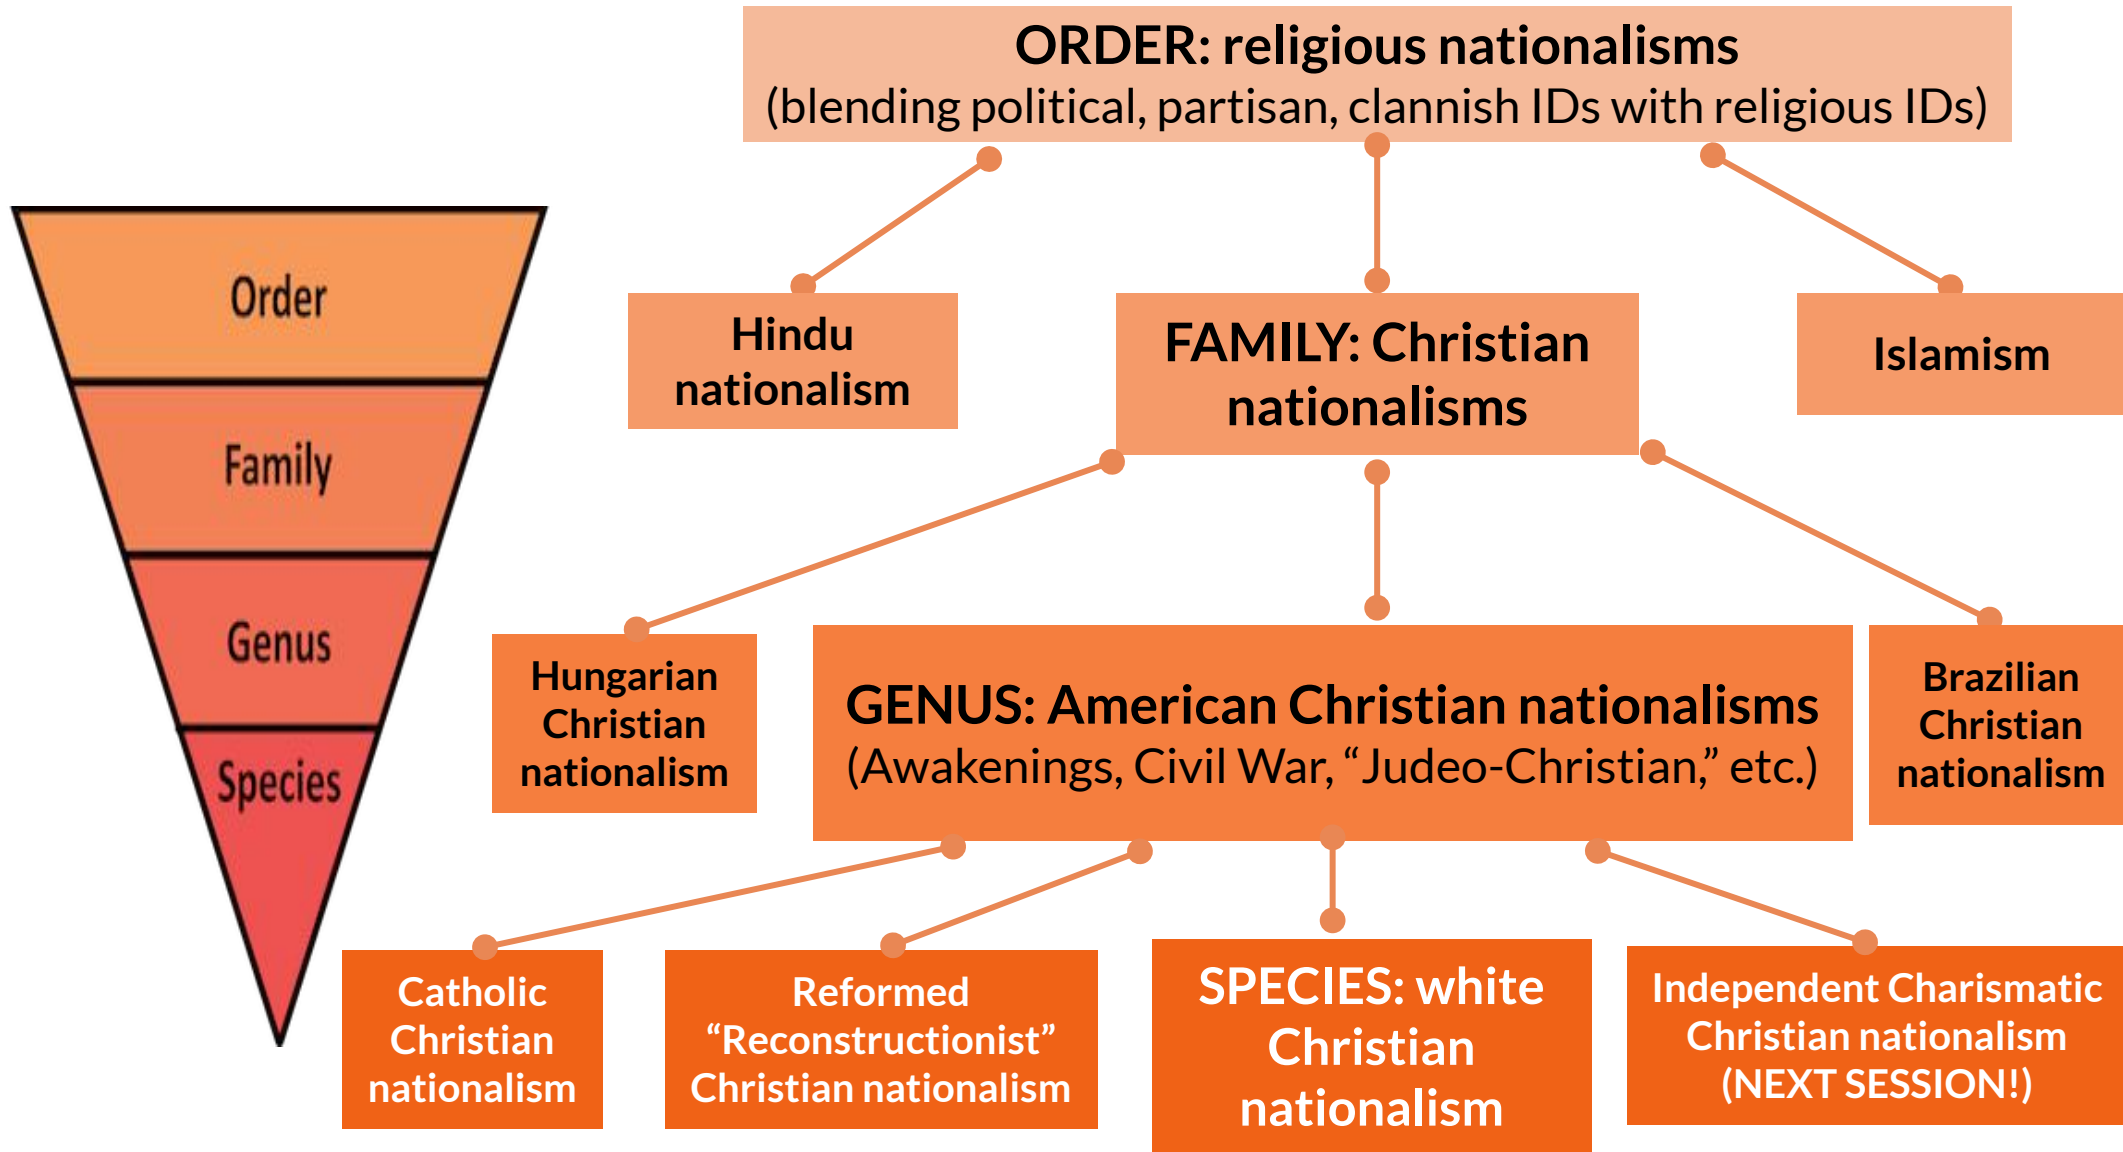 ORDER: religious nationalisms
(blending political, partisan, clannish IDs with religious IDs)
Order
Family
Genus
Species
Hindu
nationalism
FAMILY: Christian
nationalisms
Islamism
Hungarian
Christian
nationalism
GENUS: American Christian nationalisms
(Awakenings, Civil War, “Judeo-Christian,” etc.)
Brazilian
Christian
nationalism
Catholic
Christian
nationalism
Reformed
“Reconstructionist”
Christian nationalism
SPECIES: white
Christian
nationalism
Independent Charismatic
Christian nationalism
(NEXT SESSION!)